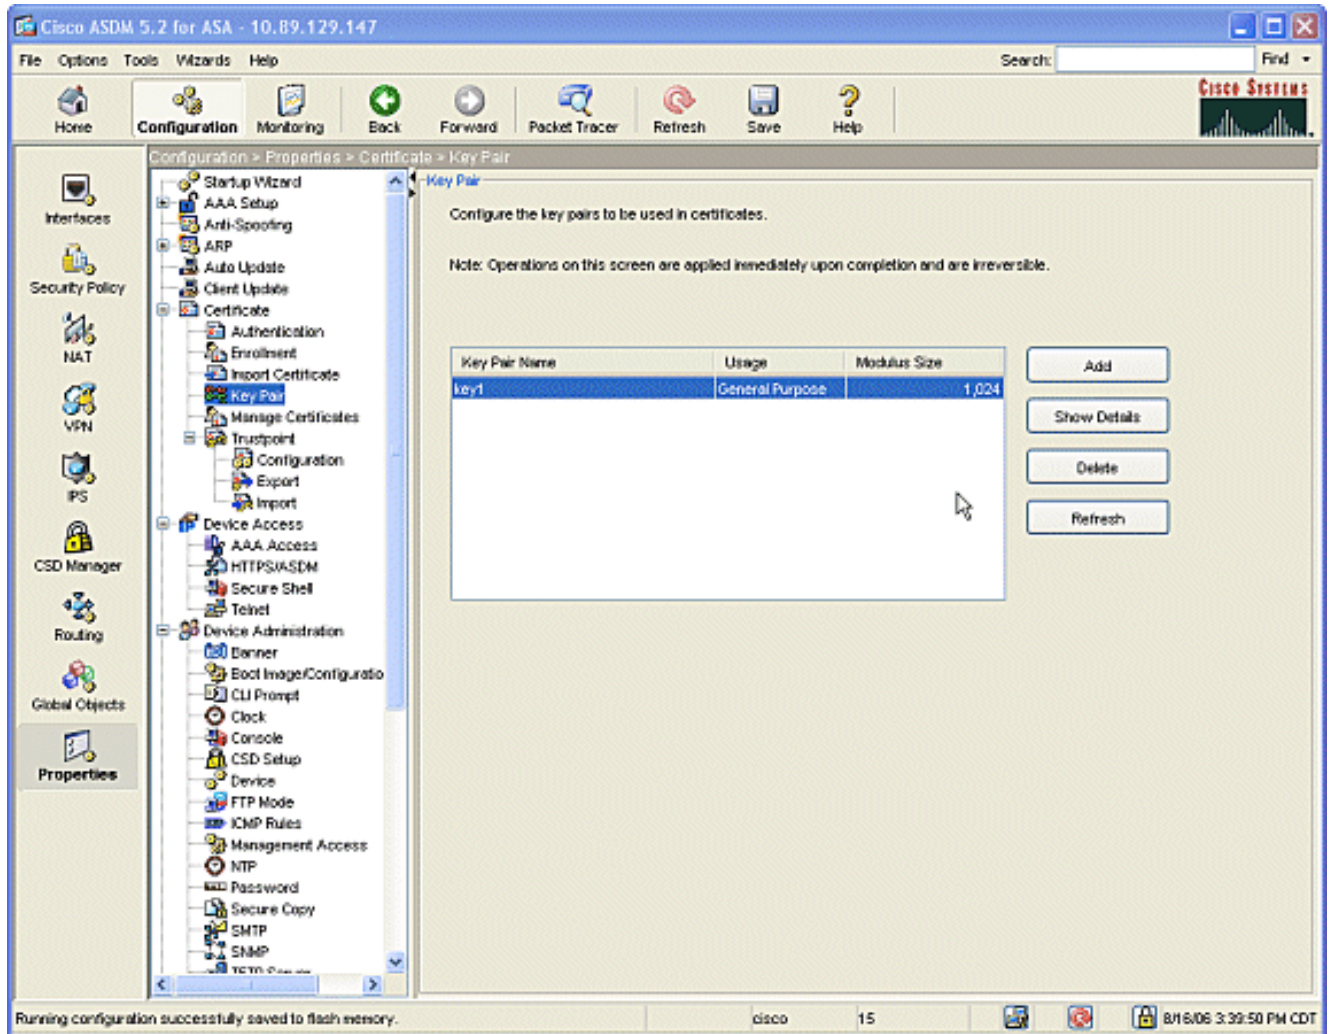 Cisco ASDM 5.2 for ASA - 10.89.129.147
File Options Tools Wizards Help Search: Find
Home Configuration Monitoring Back Forward Packet Tracer Refresh Save Help
CISCO SYSTEMS
Configuration > Properties > Certificate > Key Pair
Interfaces
Security Policy
NAT
VPN
IPS
CSD Manager
Routing
Global Objects
Properties
Startup Wizard
AAA Setup
Anti-Spoofing
ARP
Auto Update
Client Update
Certificate
Authentication
Enrollment
Import Certificate
Key Pair
Manage Certificates
Trustpoint
Configuration
Export
Import
Device Access
AAA Access
HTTPS/ASDM
Secure Shell
Telnet
Device Administration
Banner
Boot Image/Configuratio
CLI Prompt
Clock
Console
CSD Setup
Device
FTP Mode
ICMP Rules
Management Access
NTP
Password
Secure Copy
SMTP
SNMP
Key Pair
Configure the key pairs to be used in certificates.
Note: Operations on this screen are applied immediately upon completion and are irreversible.
Key Pair Name Usage Modulus Size
key1 General Purpose 1,024
Add
Show Details
Delete
Refresh
Running configuration successfully saved to flash memory. cisco 15 8/16/06 3:39:50 PM CDT